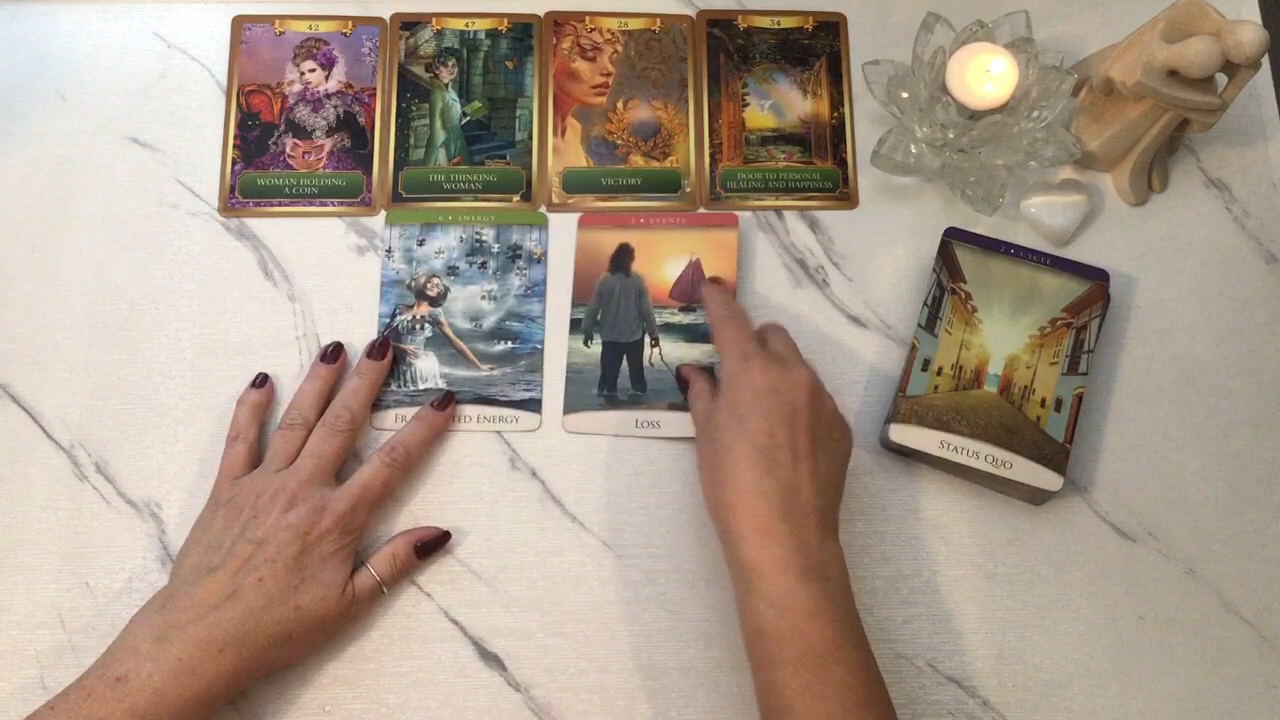 42
WOMAN HOLDING
A COIN
47
THE THINKING
WOMAN
28
VICTORY
34
DOOR TO PERSONAL
HEALING AND HAPPINESS
6 • ENERGY
ENERGY
EVENTS
LOSS
2 • CYCLE
STATUS QUO